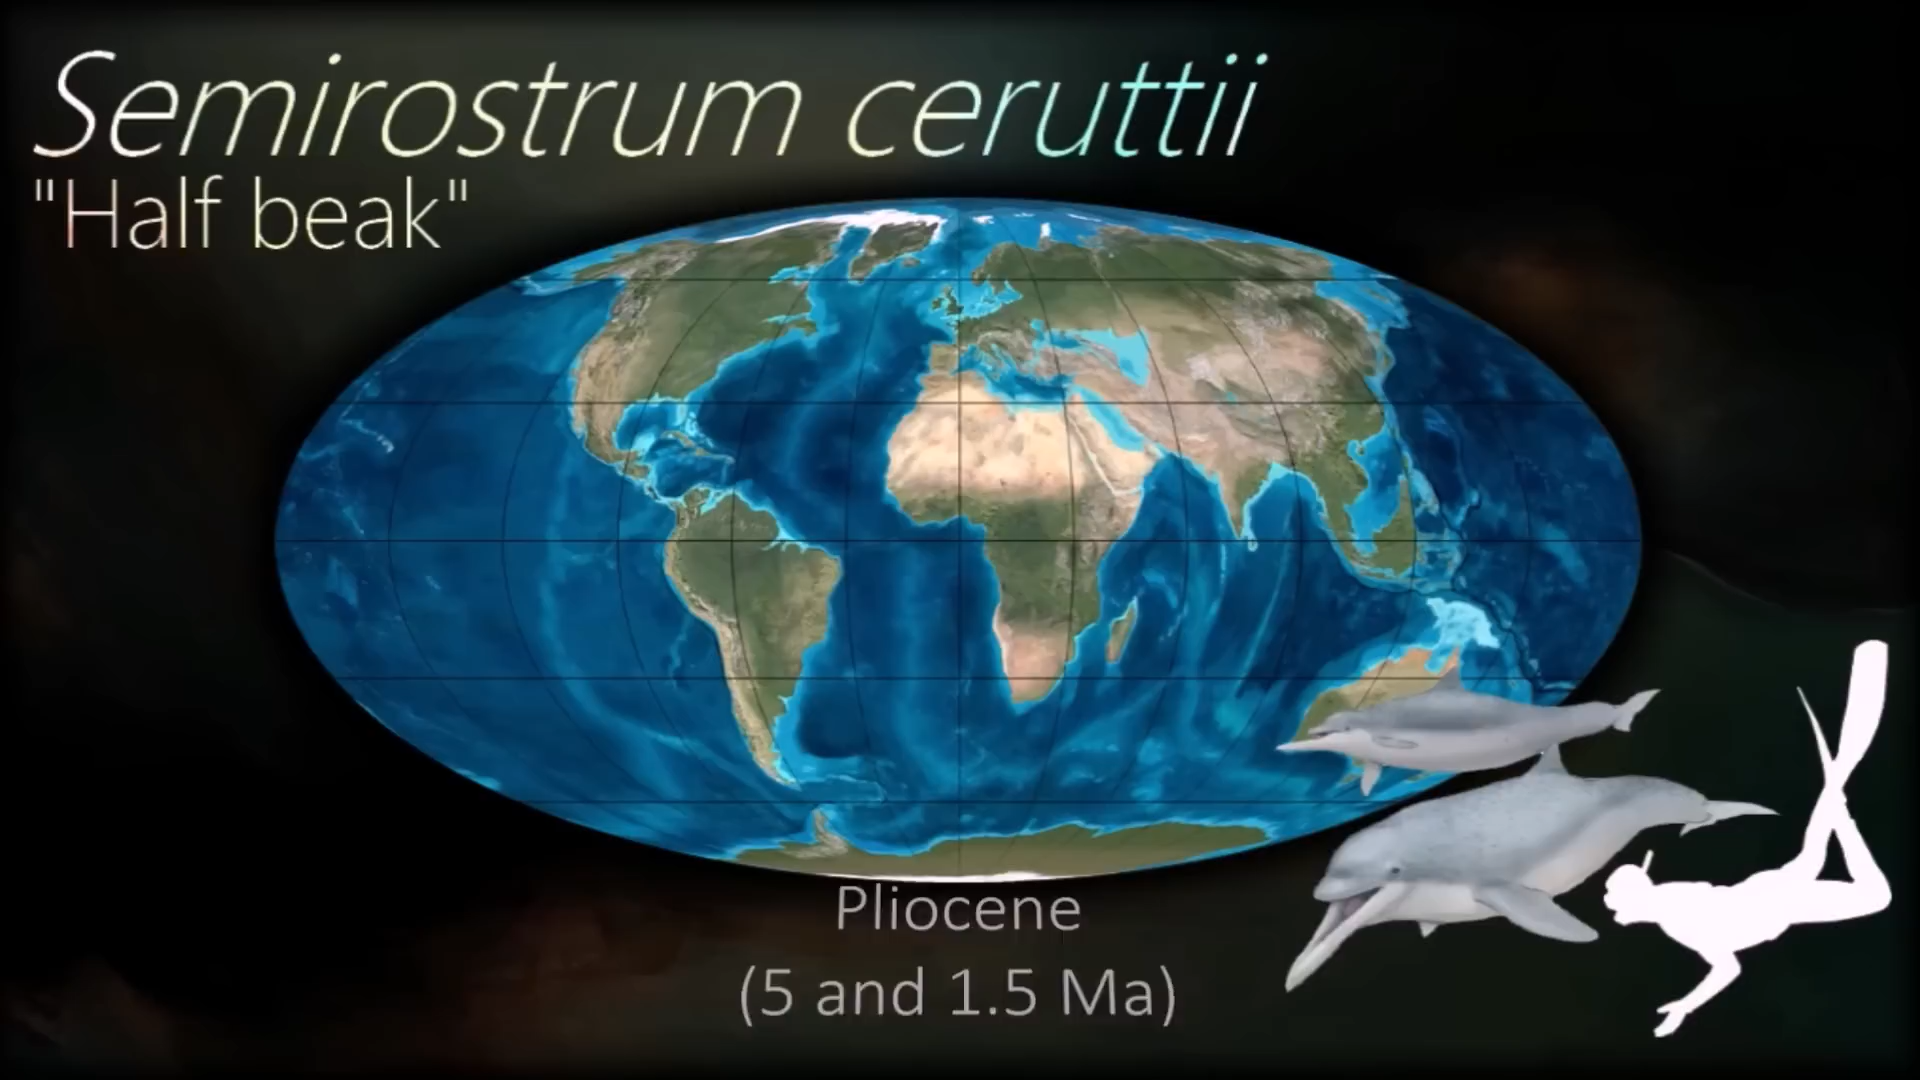 Semirostrum ceruttii
"Half beak"
Pliocene
(5 and 1.5 Ma)